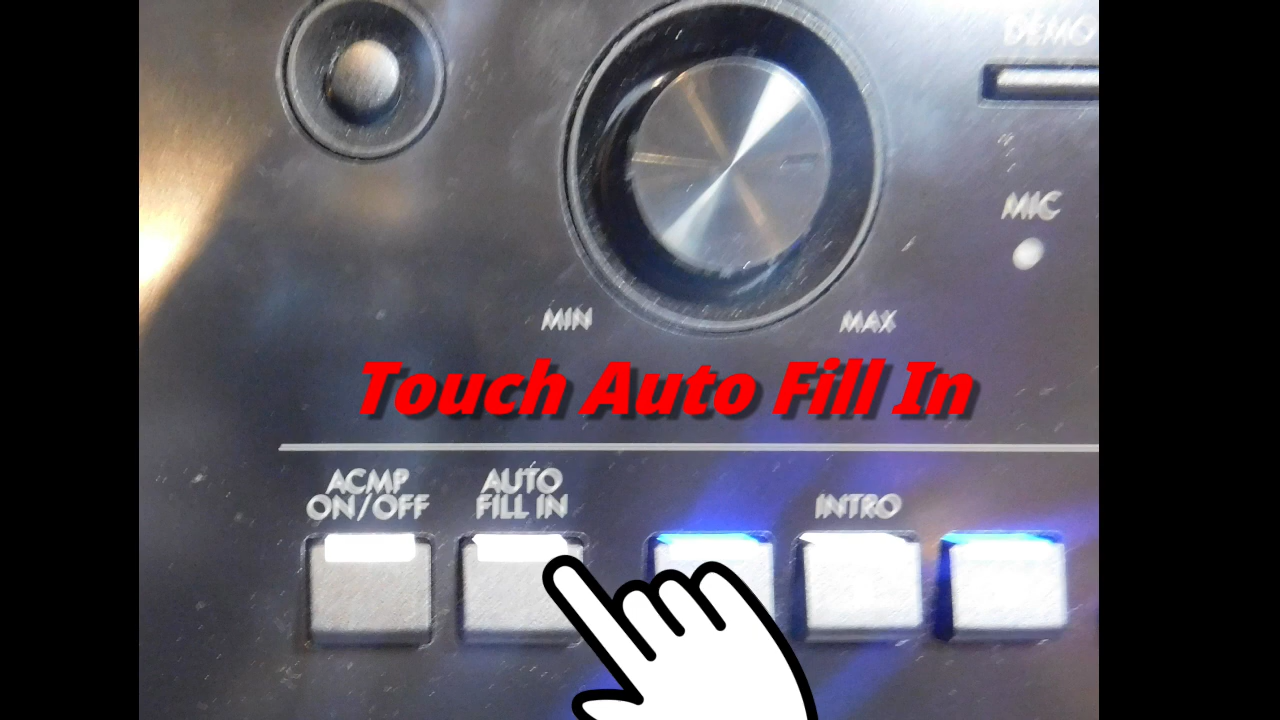 DEMO
MIC
MIN MAX
Touch Auto Fill In
ACMP
ON/OFF
AUTO
FILL IN
INTRO